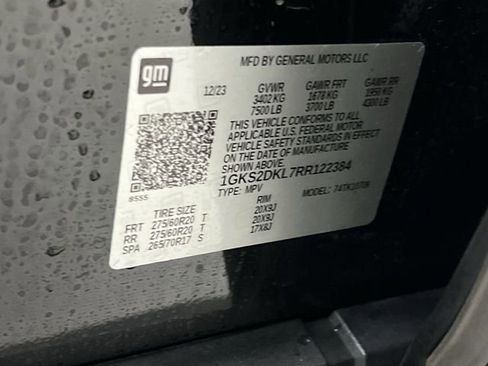 gm
MFD BY GENERAL MOTORS LLC
12/23 GVWR GAWR FRT GAWR RR
3402 KG 1678 KG 1950 KG
7500 LB 3700 LB 4300 LB
THIS VEHICLE CONFORMS TO ALL
APPLICABLE U.S. FEDERAL MOTOR
VEHICLE SAFETY STANDARDS IN EFFECT
ON THE DATE OF MANUFACTURE
SHOWN ABOVE.
1GKS2DKL7RR122384
TYPE: MPV MODEL:
8555
TIRE SIZE RIM
FRT 275/60R20 T 20X9J
RR 275/60R20 T 20X9J
SPA 265/70R17 S 17X8J